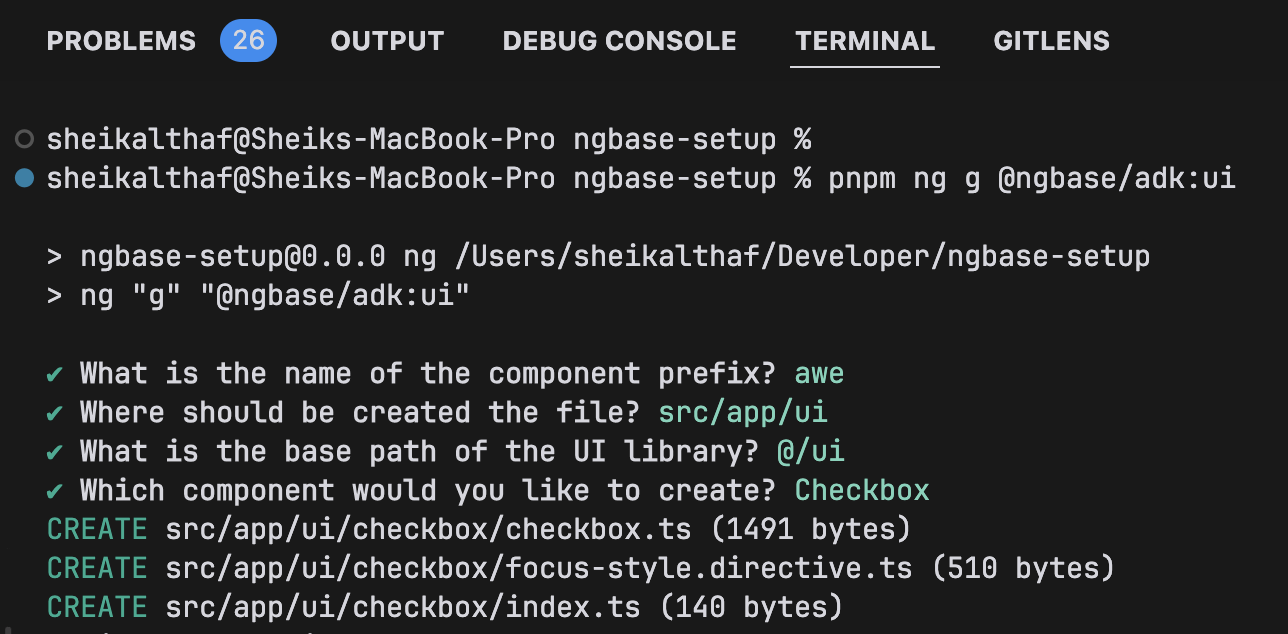 PROBLEMS 26 OUTPUT DEBUG CONSOLE TERMINAL GITLENS
sheikalthaf@Sheiks-MacBook-Pro ngbase-setup %
sheikalthaf@Sheiks-MacBook-Pro ngbase-setup % pnpm ng g @ngbase/adk:ui
> ngbase-setup@0.0.0 ng /Users/sheikalthaf/Developer/ngbase-setup
> ng "g" "@ngbase/adk:ui"
✔ What is the name of the component prefix? awe
✔ Where should be created the file? src/app/ui
✔ What is the base path of the UI library? @/ui
✔ Which component would you like to create? Checkbox
CREATE src/app/ui/checkbox/checkbox.ts (1491 bytes)
CREATE src/app/ui/checkbox/focus-style.directive.ts (510 bytes)
CREATE src/app/ui/checkbox/index.ts (140 bytes)